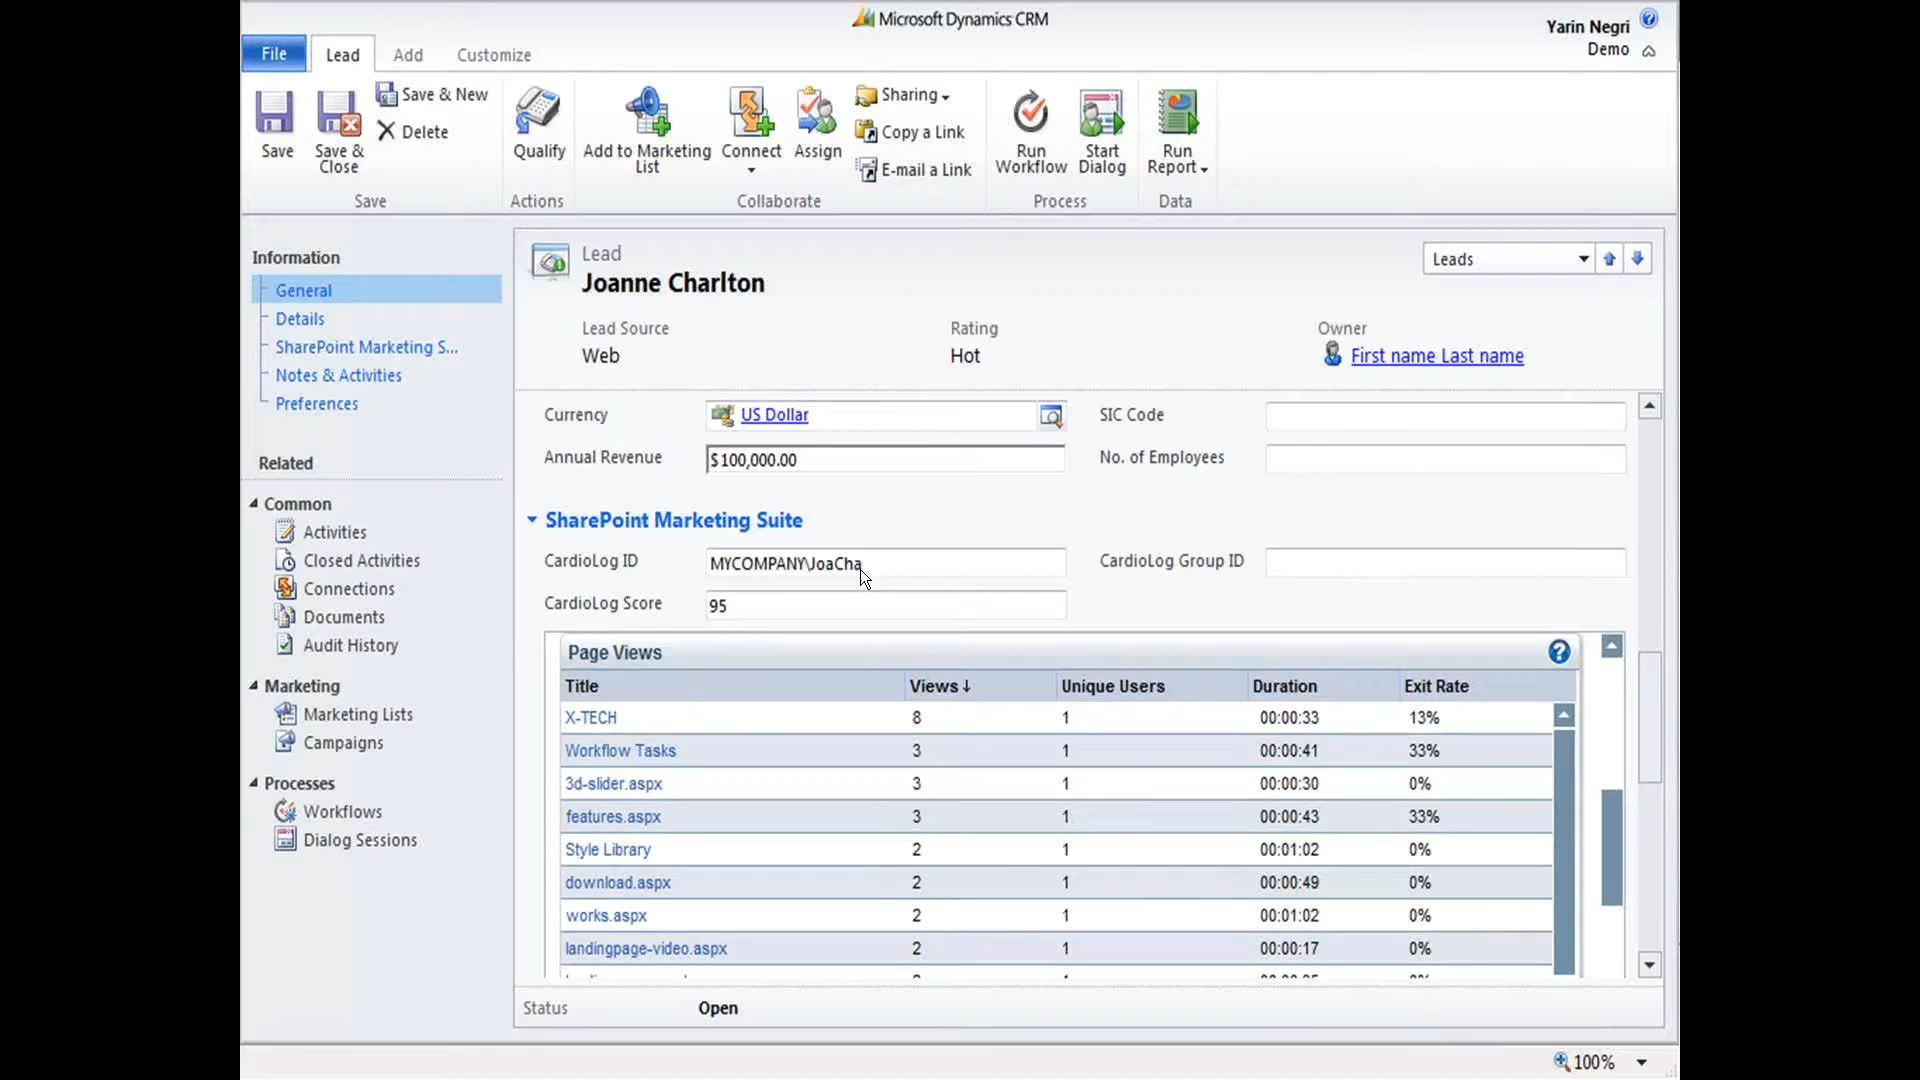 Microsoft Dynamics CRM
Yarin Negri
Demo
File Lead Add Customize
Save
Save & Close
Save & New
Delete
Save
Qualify
Actions
Add to Marketing List
Connect
Assign
Sharing
Copy a Link
E-mail a Link
Collaborate
Run Workflow
Start Dialog
Process
Run Report
Data
Information
General
Details
SharePoint Marketing S...
Notes & Activities
Preferences
Related
Common
Activities
Closed Activities
Connections
Documents
Audit History
Marketing
Marketing Lists
Campaigns
Processes
Workflows
Dialog Sessions
Lead
Joanne Charlton
Leads
Lead Source Rating Owner
Web Hot First name Last name
Currency US Dollar SIC Code
Annual Revenue $100,000.00 No. of Employees
SharePoint Marketing Suite
CardioLog ID MYCOMPANY\JoaCha CardioLog Group ID
CardioLog Score 95
Page Views ?
Title Views↓ Unique Users Duration Exit Rate
X-TECH 8 1 00:00:33 13%
Workflow Tasks 3 1 00:00:41 33%
3d-slider.aspx 3 1 00:00:30 0%
features.aspx 3 1 00:00:43 33%
Style Library 2 1 00:01:02 0%
download.aspx 2 1 00:00:49 0%
works.aspx 2 1 00:01:02 0%
landingpage-video.aspx 2 1 00:00:17 0%
Status Open
100%